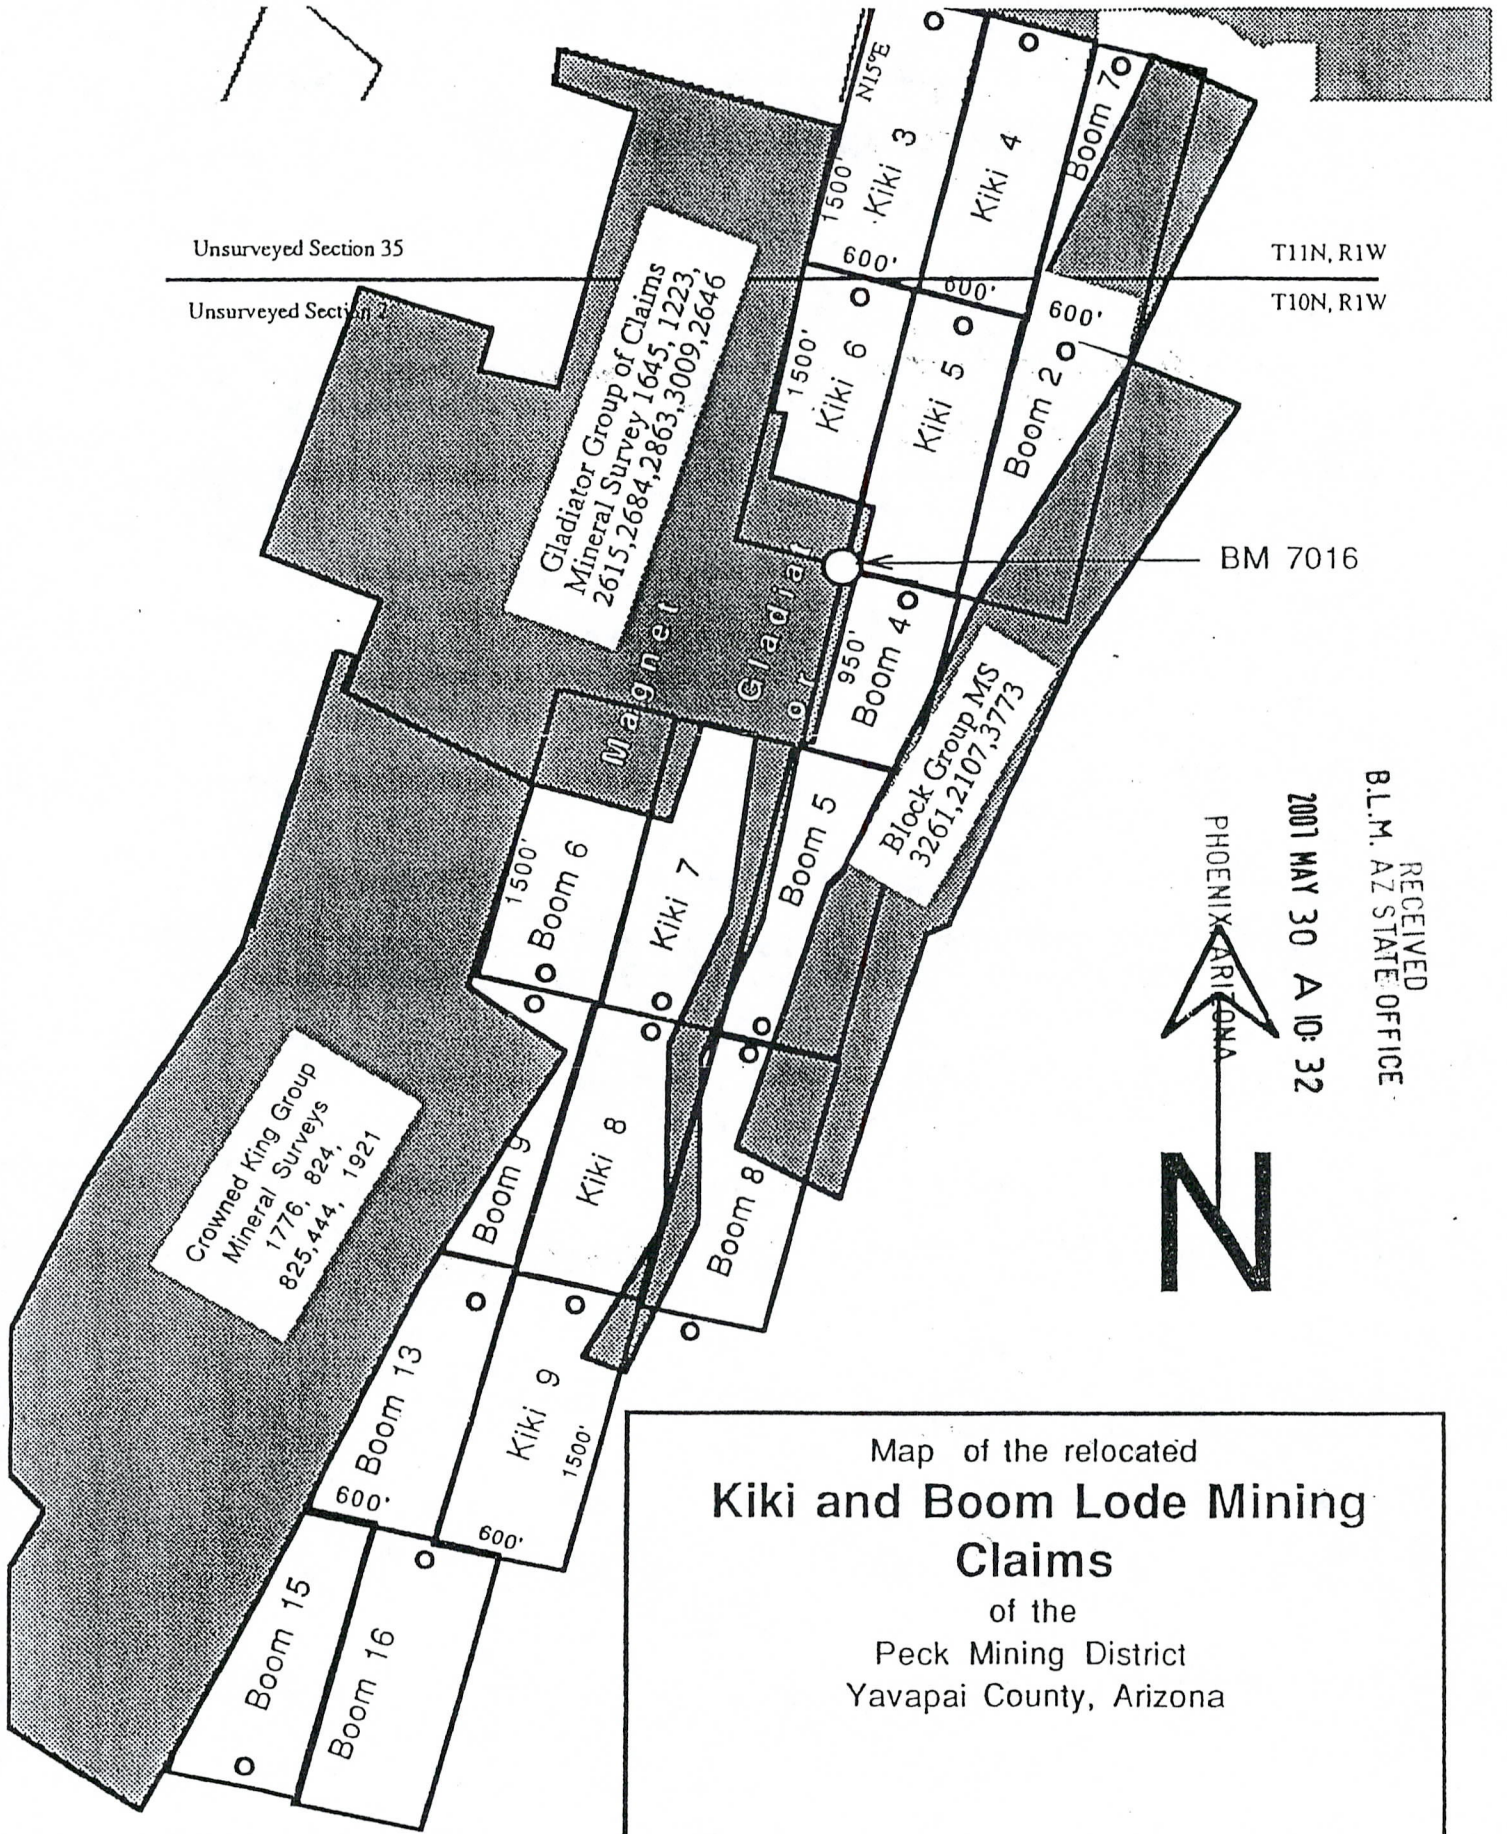 N15°E
Kiki 3
1500'
600'
Kiki 4
600'
Boom 7
Unsurveyed Section 35
T11N, R1W
Unsurveyed Section 2
T10N, R1W
600'
Gladiator Group of Claims
Mineral Survey 1645, 1223,
2615,2684,2863,3009,2646
1500'
Kiki 6
Kiki 5
Boom 2
BM 7016
Magnet
Gladiat
or
950'
Boom 4
Block Group MS
3261,2107,3773
RECEIVED
B.L.M. AZ STATE OFFICE
2001 MAY 30 A 10: 32
PHOENIX, ARIZONA
N
1500'
Boom 6
Kiki 7
Boom 5
Crowned King Group
Mineral Surveys
1776, 824,
825,444, 1921
Boom 9
Kiki 8
Boom 8
Boom 13
600'
Kiki 9
1500'
600'
Boom 15
Boom 16
Map of the relocated
Kiki and Boom Lode Mining
Claims
of the
Peck Mining District
Yavapai County, Arizona